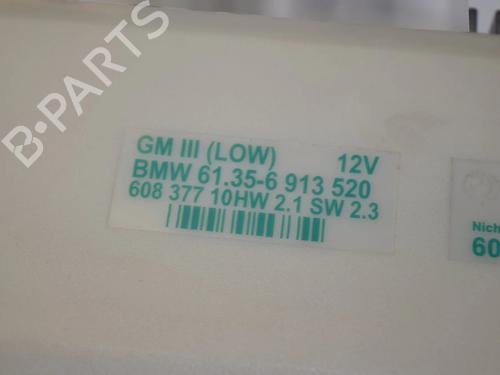 B-PARTS
GM III (LOW) 12V
BMW 61.35-6 913 520
608 377 10HW 2.1 SW 2.3
Nich
60